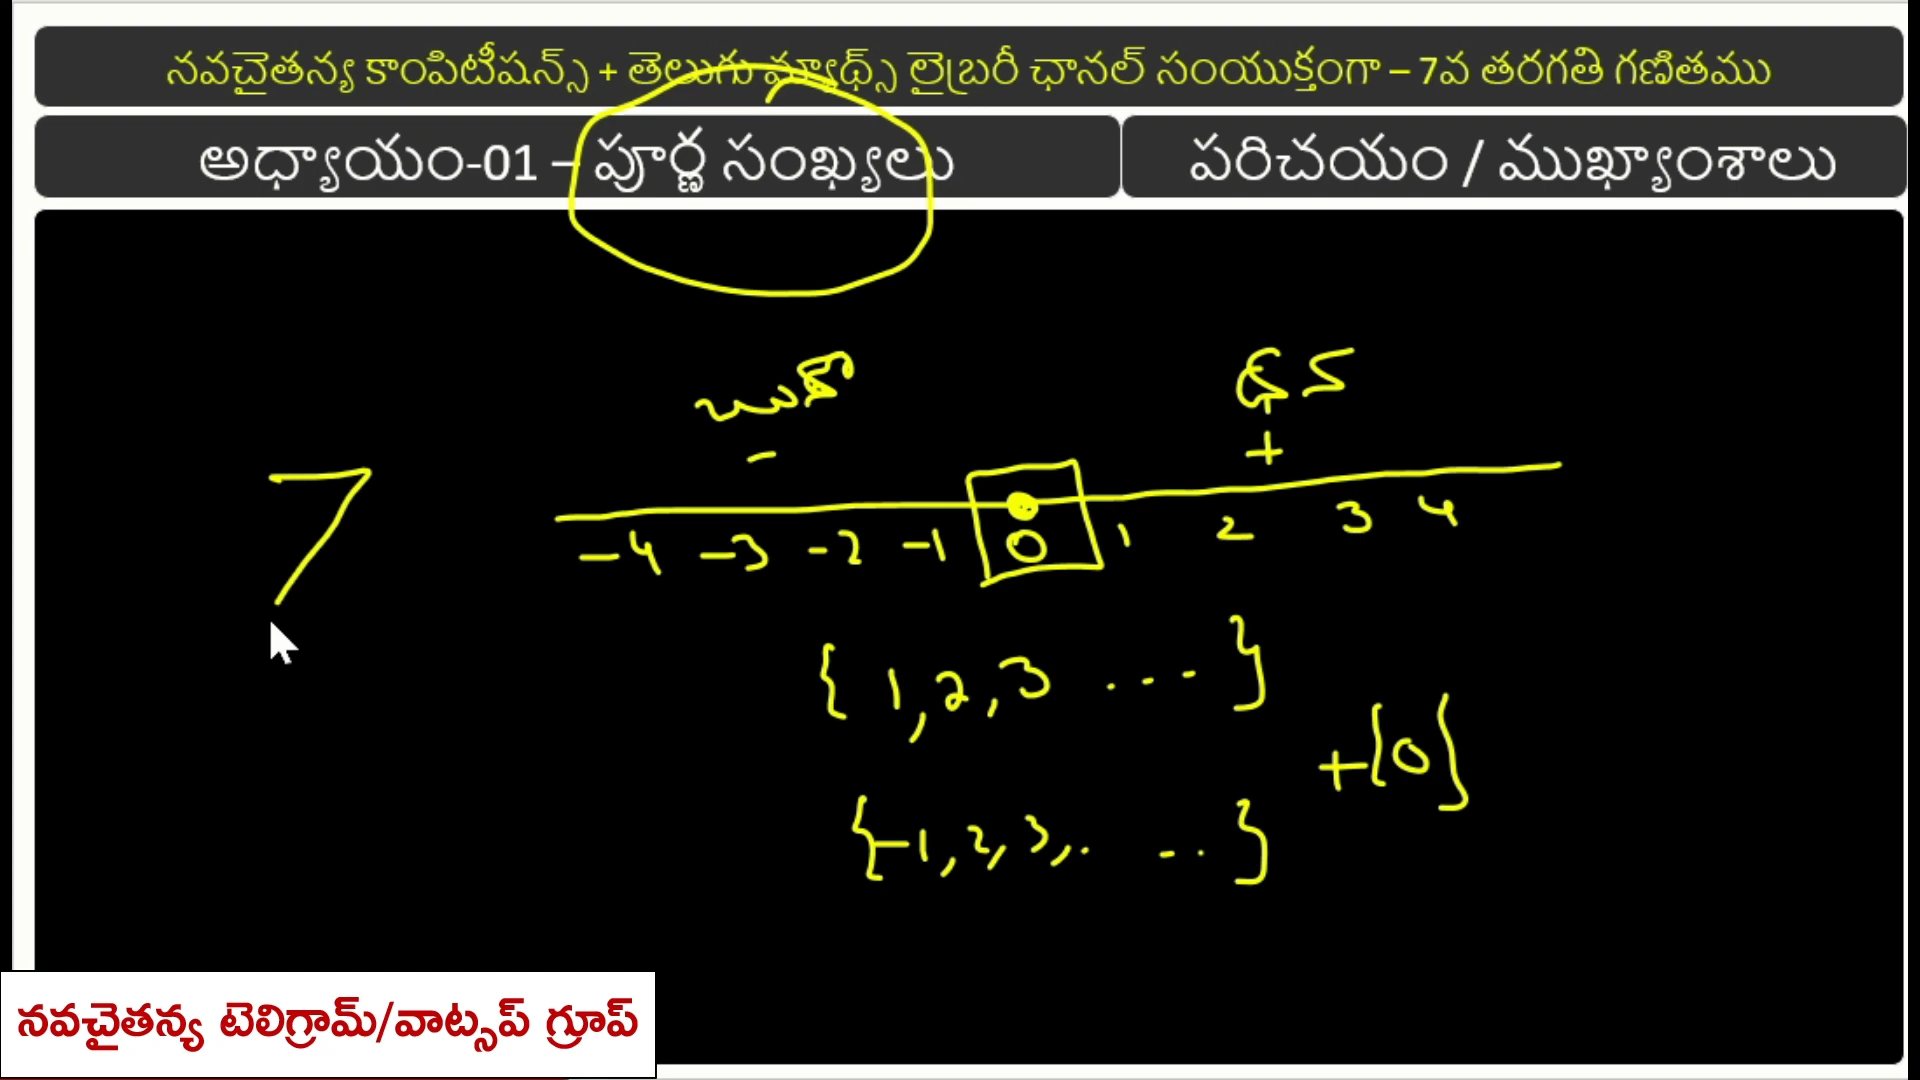 నవచైతన్య కాంపిటీషన్స్ + తెలుగు మ్యాథ్స్ లైబ్రరీ ఛానల్ సంయుక్తంగా – 7వ తరగతి గణితము
అధ్యాయం-01 – పూర్ణ సంఖ్యలు
పరిచయం / ముఖ్యాంశాలు
ధన
- +
7
-4 -3 -2 -1 0 1 2 3 4
{ 1, 2, 3 ... }
+{0}
{-1, 2, 3, . - . }
నవచైతన్య టెలిగ్రామ్/వాట్సప్ గ్రూప్